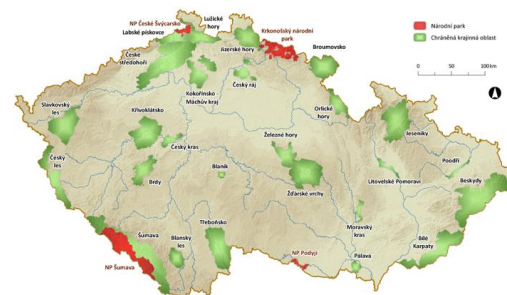 NP České Švýcarsko
Lužické
hory
Labské pískovce
Krkonošský národní
park
Jizerské hory
Broumovsko
České
středohoří
Český ráj
Kokořínsko
Máchův kraj
Slavkovský
les
Křivoklátsko
Orlické
hory
Jeseníky
Český kras
Železné hory
Český
les
Blaník
Poodří
Brdy
Litovelské Pomoraví
Beskydy
Žďárské vrchy
Šumava
Třeboňsko
Moravský
kras
Bílé
Karpaty
Blanský
les
NP Šumava
NP Podyjí
Pálava
Národní park
Chráněná krajinná oblast
0
50
100 km